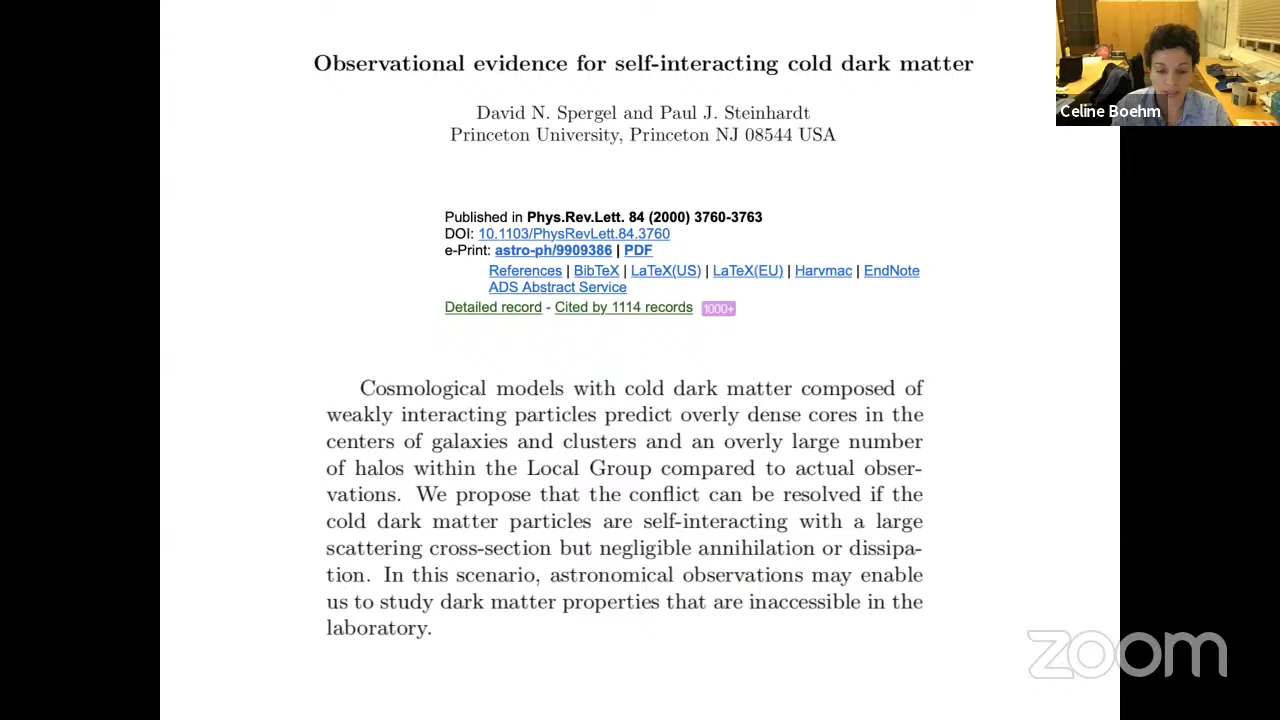 Observational evidence for self-interacting cold dark matter
David N. Spergel and Paul J. Steinhardt
Princeton University, Princeton NJ 08544 USA
Celine Boehm
Published in Phys.Rev.Lett. 84 (2000) 3760-3763
DOI: 10.1103/PhysRevLett.84.3760
e-Print: astro-ph/9909386 | PDF
References | BibTeX | LaTeX(US) | LaTeX(EU) | Harvmac | EndNote
ADS Abstract Service
Detailed record - Cited by 1114 records 1000+
Cosmological models with cold dark matter composed of
weakly interacting particles predict overly dense cores in the
centers of galaxies and clusters and an overly large number
of halos within the Local Group compared to actual obser-
vations. We propose that the conflict can be resolved if the
cold dark matter particles are self-interacting with a large
scattering cross-section but negligible annihilation or dissipa-
tion. In this scenario, astronomical observations may enable
us to study dark matter properties that are inaccessible in the
laboratory.
zoom